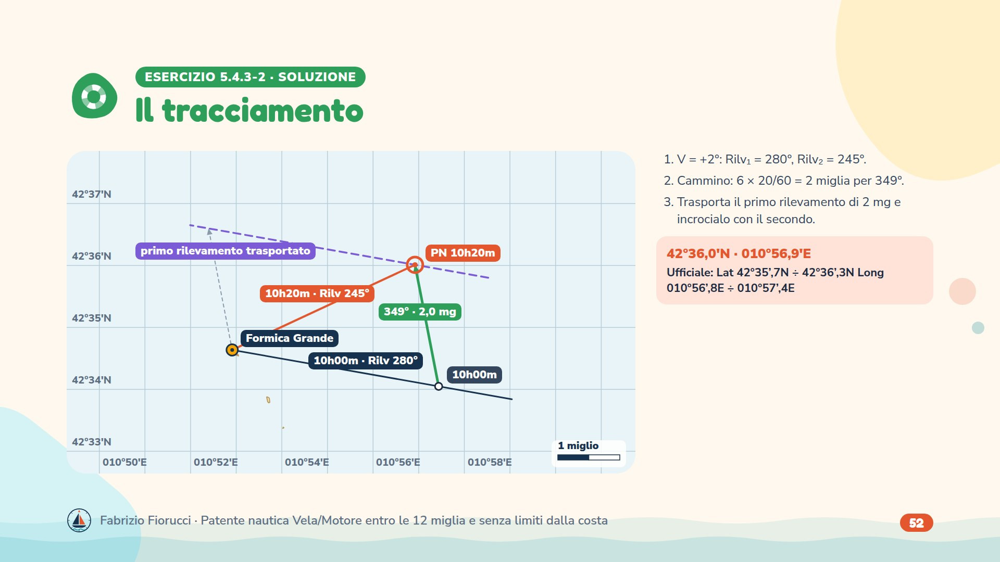 ESERCIZIO 5.4.3-2 · SOLUZIONE
Il tracciamento
42°37'N
42°36'N
42°35'N
42°34'N
42°33'N
010°50'E
010°52'E
010°54'E
010°56'E
010°58'E
primo rilevamento trasportato
PN 10h20m
10h20m · Rilv 245°
349° · 2,0 mg
Formica Grande
10h00m · Rilv 280°
10h00m
1 miglio
1. V = +2°: Rilv₁ = 280°, Rilv₂ = 245°.
2. Cammino: 6 × 20/60 = 2 miglia per 349°.
3. Trasporta il primo rilevamento di 2 mg e
incrocialo con il secondo.
42°36,0'N · 010°56,9'E
Ufficiale: Lat 42°35’,7N ÷ 42°36’,3N Long
010°56’,8E ÷ 010°57’,4E
Fabrizio Fiorucci · Patente nautica Vela/Motore entro le 12 miglia e senza limiti dalla costa
52